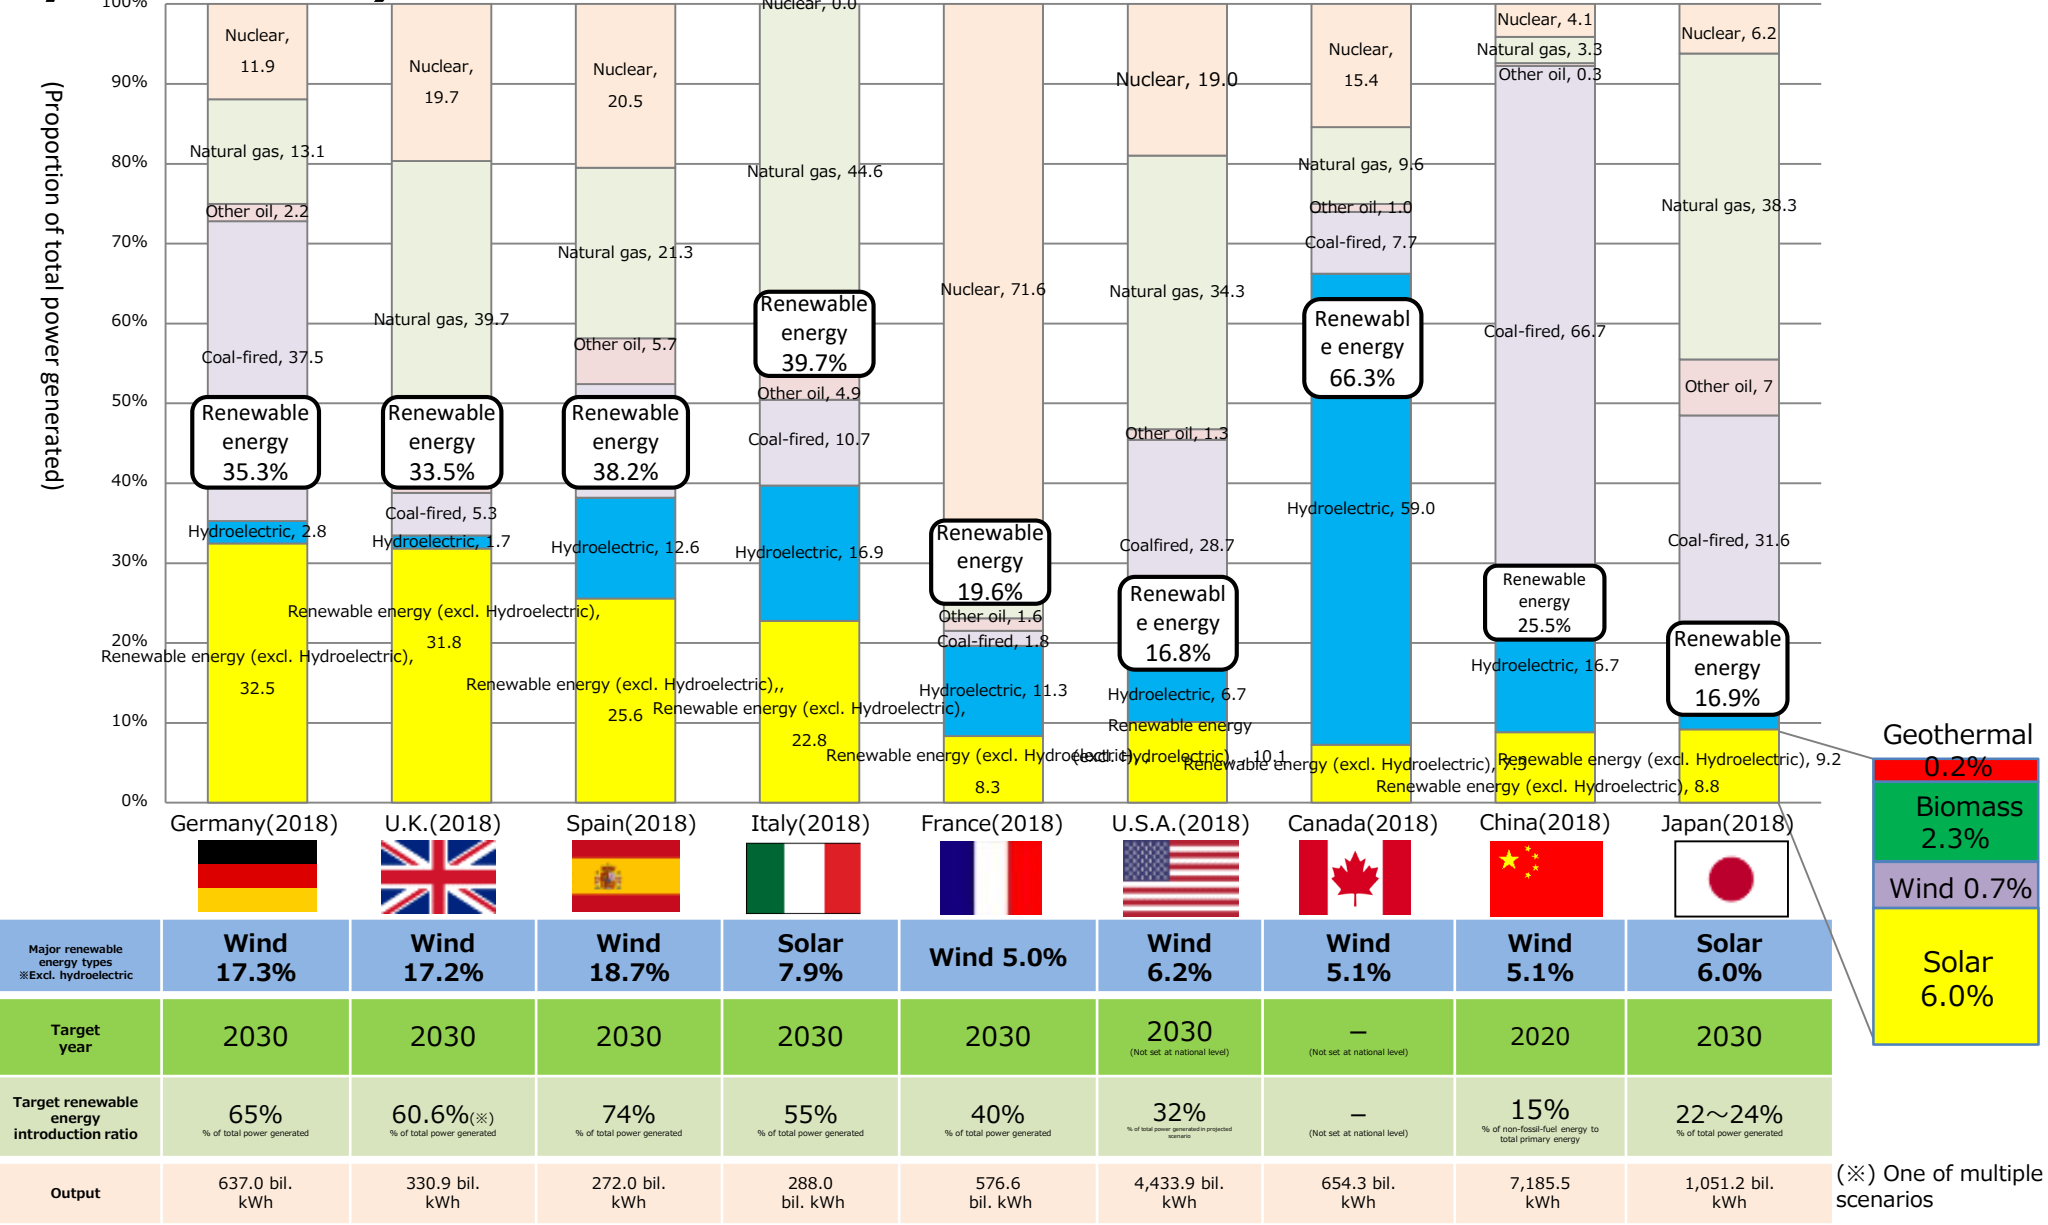 100%
90%
80%
70%
60%
50%
40%
30%
20%
10%
0%
(Proportion of total power generated)
Nuclear,
11.9
Natural gas, 13.1
Other oil, 2.2
Coal-fired, 37.5
Renewable
energy
35.3%
Hydroelectric, 2.8
Renewable energy (excl. Hydroelectric),
32.5
Nuclear,
19.7
Natural gas, 39.7
Renewable
energy
33.5%
Coal-fired, 5.3
Hydroelectric, 1.7
Renewable energy (excl. Hydroelectric),
31.8
Nuclear,
20.5
Natural gas, 21.3
Other oil, 5.7
Renewable
energy
38.2%
Hydroelectric, 12.6
Renewable energy (excl. Hydroelectric),,
25.6
Nuclear, 0.0
Natural gas, 44.6
Renewable
energy
39.7%
Other oil, 4.9
Coal-fired, 10.7
Hydroelectric, 16.9
Renewable energy (excl. Hydroelectric),
22.8
Nuclear, 71.6
Renewable
energy
19.6%
Other oil, 1.6
Coal-fired, 1.8
Hydroelectric, 11.3
Renewable energy (excl. Hydroelectric),,
8.3
Nuclear, 19.0
Natural gas, 34.3
Other oil, 1.3
Coalfired, 28.7
Renewabl
e energy
16.8%
Hydroelectric, 6.7
Renewable energy
(excl. Hydroelectric), , 10.1
Nuclear,
15.4
Natural gas, 9.6
Other oil, 1.0
Coal-fired, 7.7
Renewabl
e energy
66.3%
Hydroelectric, 59.0
Renewable energy (excl. Hydroelectric), 7.3
Nuclear, 4.1
Natural gas, 3.3
Other oil, 0.3
Coal-fired, 66.7
Renewable
energy
25.5%
Hydroelectric, 16.7
Renewable energy (excl. Hydroelectric), 8.8
Nuclear, 6.2
Natural gas, 38.3
Other oil, 7
Coal-fired, 31.6
Renewable
energy
16.9%
Renewable energy (excl. Hydroelectric), 9.2
Geothermal
0.2%
Biomass
2.3%
Wind 0.7%
Solar
6.0%
Germany(2018) U.K.(2018) Spain(2018) Italy(2018) France(2018) U.S.A.(2018) Canada(2018) China(2018) Japan(2018)
Major renewable
energy types
※Excl. hydroelectric
Wind
17.3%
Wind
17.2%
Wind
18.7%
Solar
7.9%
Wind 5.0%
Wind
6.2%
Wind
5.1%
Wind
5.1%
Solar
6.0%
Target
year
2030
2030
2030
2030
2030
2030
(Not set at national level)
–
(Not set at national level)
2020
2030
Target renewable
energy
introduction ratio
65%
% of total power generated
60.6%(※)
% of total power generated
74%
% of total power generated
55%
% of total power generated
40%
% of total power generated
32%
% of total power generated in projected
scenario
–
(Not set at national level)
15%
% of non-fossil-fuel energy to
total primary energy
22～24%
% of total power generated
Output
637.0 bil.
kWh
330.9 bil.
kWh
272.0 bil.
kWh
288.0
bil. kWh
576.6
bil. kWh
4,433.9 bil.
kWh
654.3 bil.
kWh
7,185.5
kWh
1,051.2 bil.
kWh
(※) One of multiple
scenarios